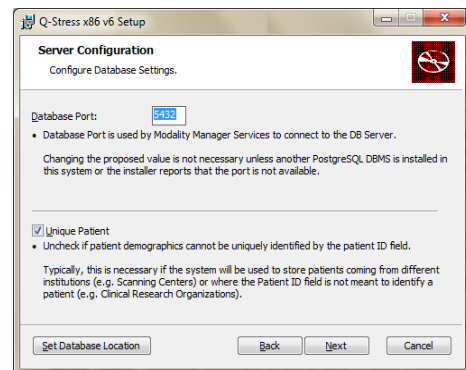 Q-Stress x86 v6 Setup
Server Configuration
Configure Database Settings.
Database Port:
5432
• Database Port is used by Modality Manager Services to connect to the DB Server.
Changing the proposed value is not necessary unless another PostgreSQL DBMS is installed in
this system or the installer reports that the port is not available.
Unique Patient
• Uncheck if patient demographics cannot be uniquely identified by the patient ID field.
Typically, this is necessary if the system will be used to store patients coming from different
institutions (e.g. Scanning Centers) or where the Patient ID field is not meant to identify a
patient (e.g. Clinical Research Organizations).
Set Database Location Back Next Cancel